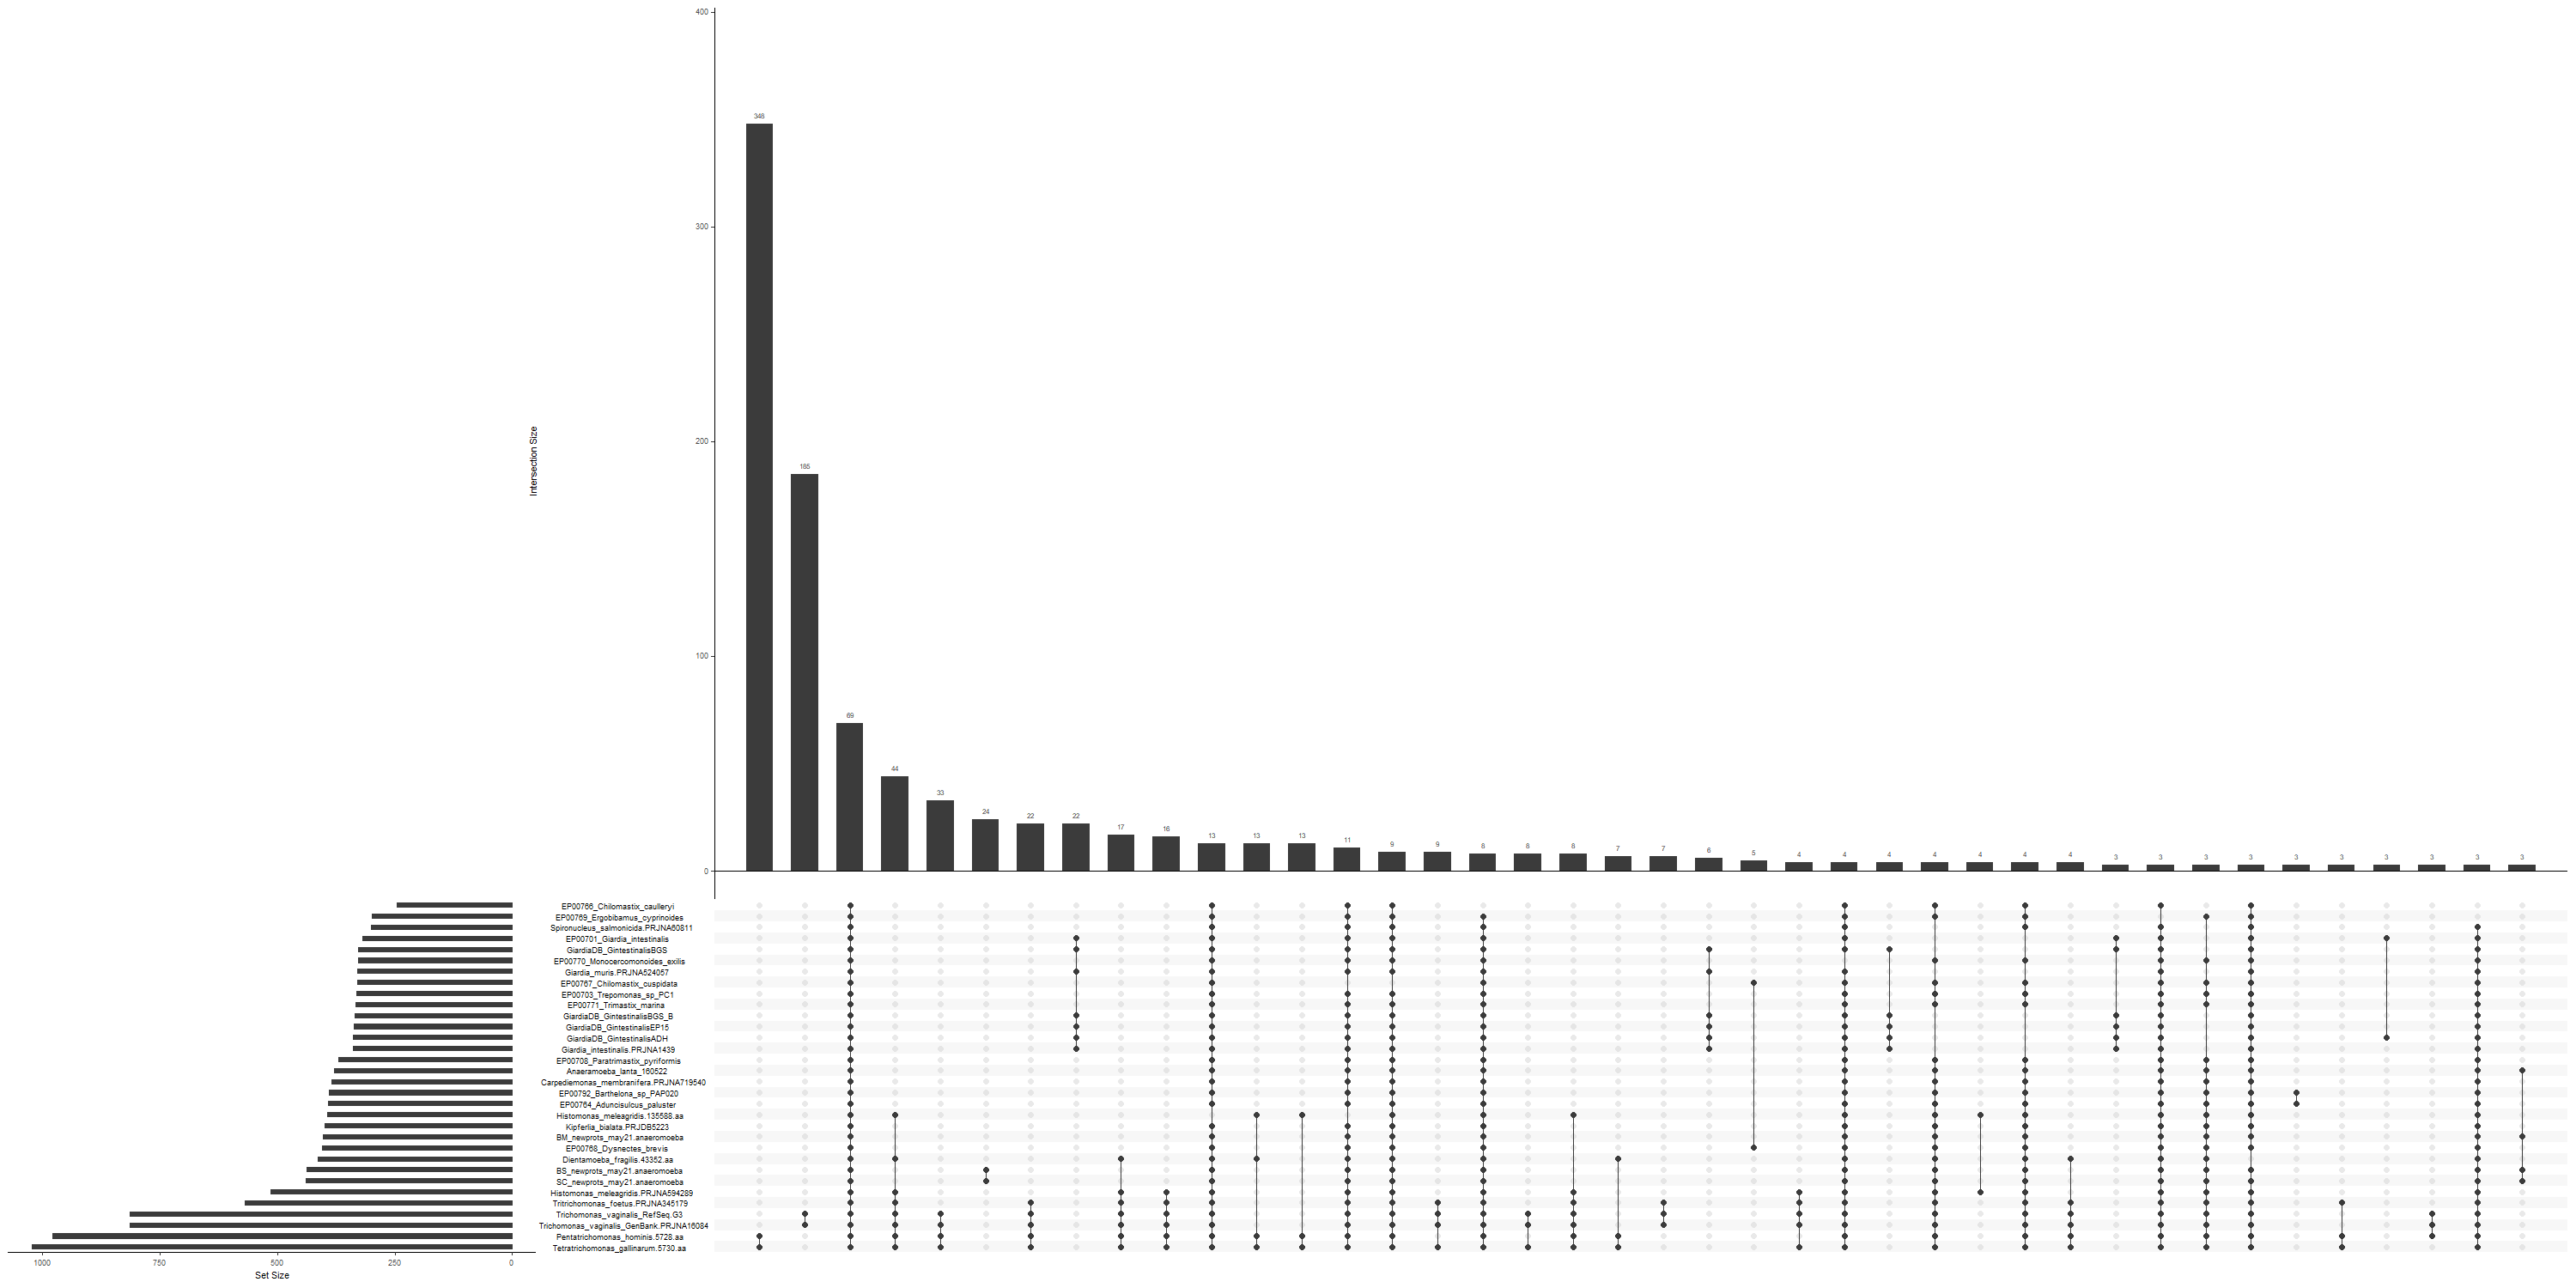 400
300
200
100
0
Intersection Size
348
185
69
44
33
24
22
22
17
16
13
13
13
11
9
9
8
8
8
7
7
6
5
4
4
4
4
4
4
4
3
3
3
3
3
3
3
3
3
3
EP00766_Chilomastix_caulleryi
EP00769_Ergobibamus_cyprinoides
Spironucleus_salmonicida.PRJNA60811
EP00701_Giardia_intestinalis
GiardiaDB_GintestinalisBGS
EP00770_Monocercomonoides_exilis
Giardia_muris.PRJNA524057
EP00767_Chilomastix_cuspidata
EP00703_Trepomonas_sp_PC1
EP00771_Trimastix_marina
GiardiaDB_GintestinalisBGS_B
GiardiaDB_GintestinalisEP15
GiardiaDB_GintestinalisADH
Giardia_intestinalis.PRJNA1439
EP00708_Paratrimastix_pyriformis
Anaeramoeba_lanta_160522
Carpediemonas_membranifera.PRJNA719540
EP00792_Barthelona_sp_PAP020
EP00764_Aduncisulcus_paluster
Histomonas_meleagridis.135588.aa
Kipferlia_bialata.PRJDB5223
BM_newprots_may21.anaeromoeba
EP00768_Dysnectes_brevis
Dientamoeba_fragilis.43352.aa
BS_newprots_may21.anaeromoeba
SC_newprots_may21.anaeromoeba
Histomonas_meleagridis.PRJNA594289
Tritrichomonas_foetus.PRJNA345179
Trichomonas_vaginalis_RefSeq.G3
Trichomonas_vaginalis_GenBank.PRJNA16084
Pentatrichomonas_hominis.5728.aa
Tetratrichomonas_gallinarum.5730.aa
1000
750
500
250
0
Set Size